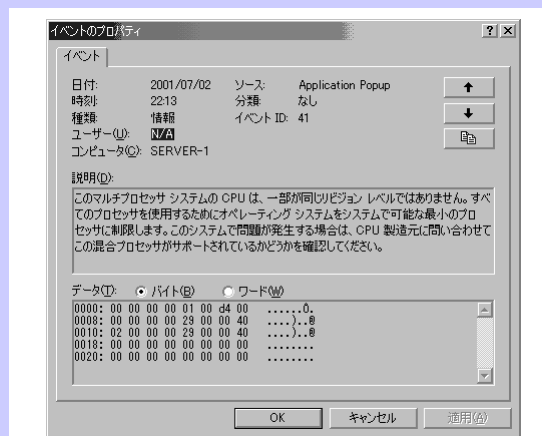 イベントのプロパティ
イベント
日付: 2001/07/02 ソース: Application Popup
時刻: 22:13 分類: なし
種類: 情報 イベント ID: 41
ユーザー(U): N/A
コンピュータ(C): SERVER-1
説明(D):
このマルチプロセッサ システムの CPU は、一部が同じリビジョン レベルではありません。すべ
てのプロセッサを使用するためにオペレーティング システムをシステムで可能な最小のプロ
セッサに制限します。このシステムで問題が発生する場合は、CPU 製造元に問い合わせて
この混合プロセッサがサポートされているかどうかを確認してください。
データ(T): バイト(B) ワード(W)
0000: 00 00 00 00 01 00 d4 00 ......Ô.
0008: 00 00 00 00 29 00 00 40 ....)..@
0010: 02 00 00 00 29 00 00 40 ....)..@
0018: 00 00 00 00 00 00 00 00 ........
0020: 00 00 00 00 00 00 00 00 ........
OK キャンセル 適用(A)